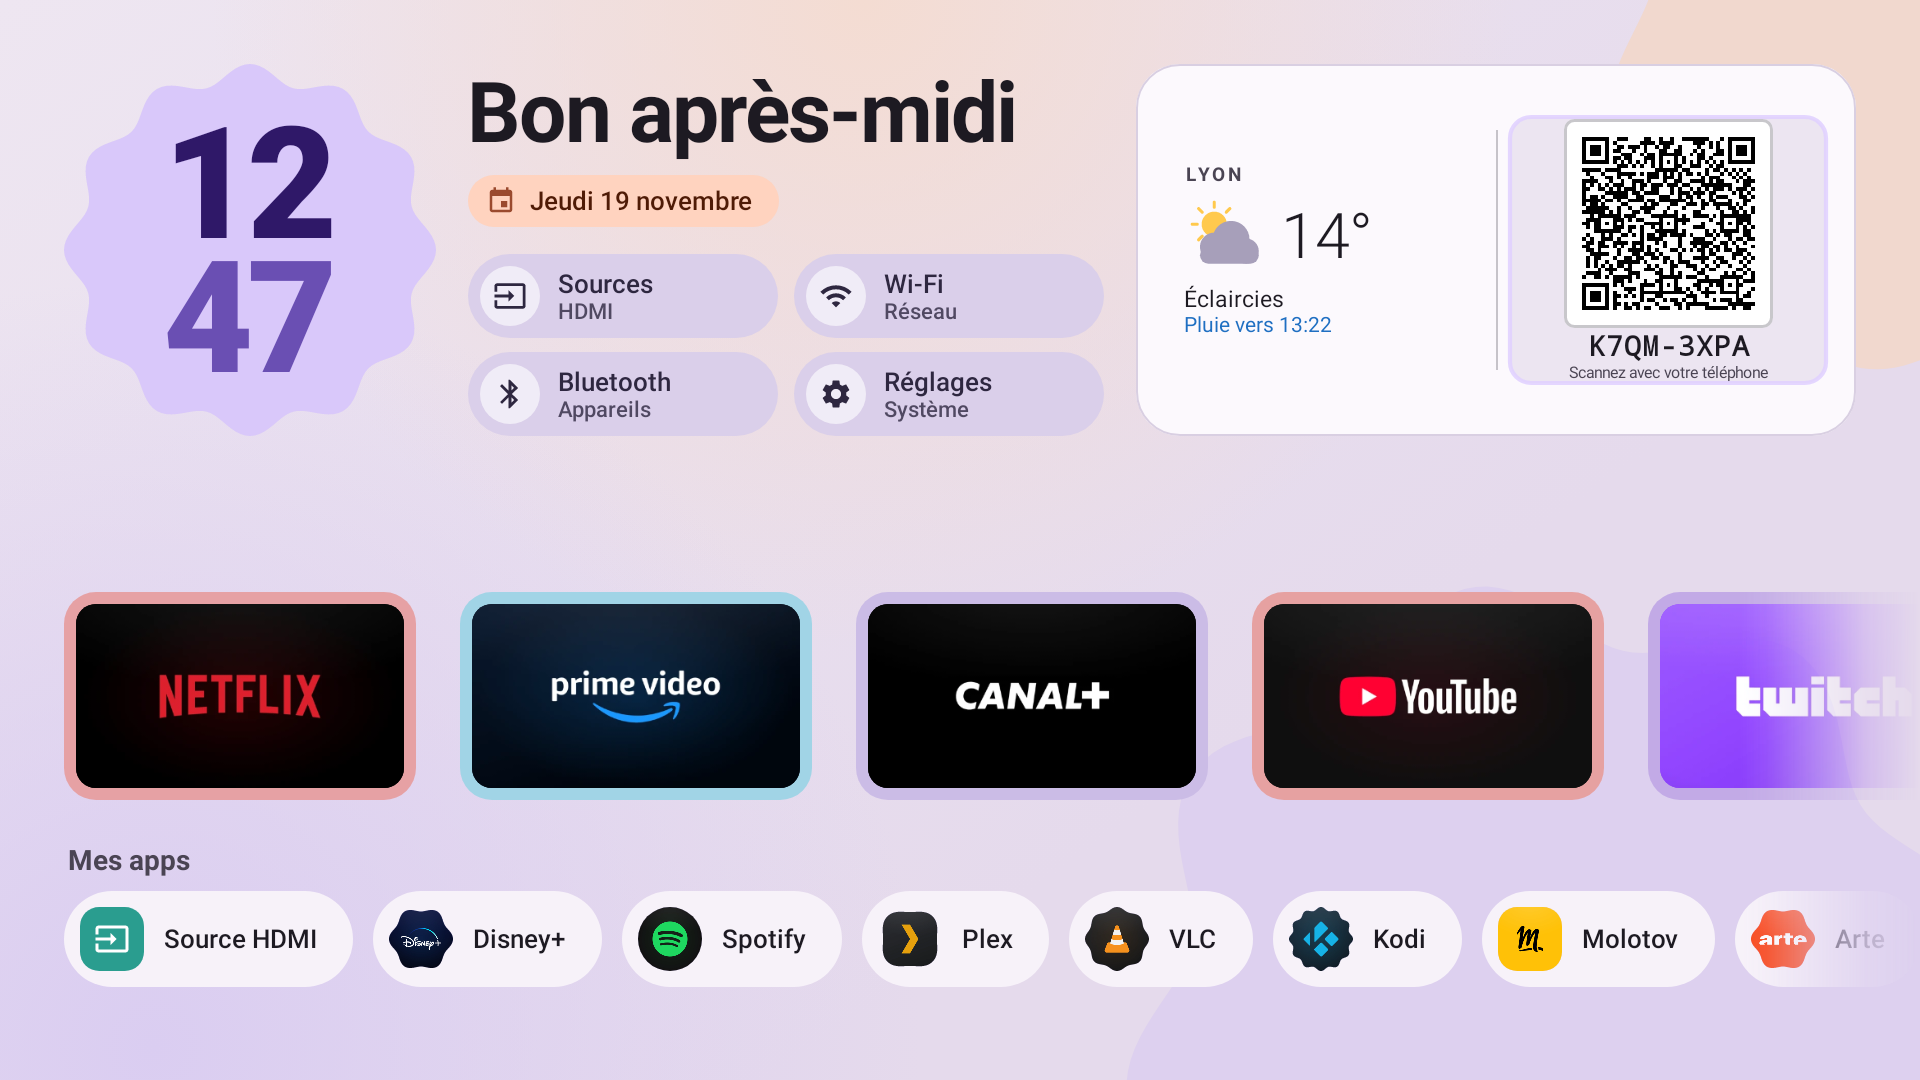 12
47
Bon après-midi
Jeudi 19 novembre
Sources
HDMI
Wi-Fi
Réseau
Bluetooth
Appareils
Réglages
Système
LYON
14°
Éclaircies
Pluie vers 13:22
K7QM-3XPA
Scannez avec votre téléphone
NETFLIX
prime video
CANAL+
YouTube
twitch
Mes apps
Source HDMI
Disney+
Disney+
Spotify
Plex
VLC
Kodi
M.
Molotov
arte
Arte